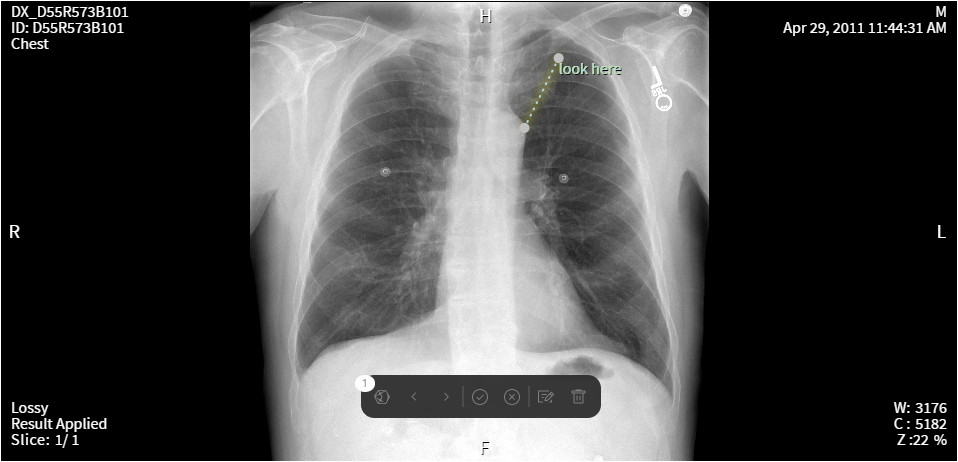 DX_D55R573B101
ID: D55R573B101
Chest
H
M
Apr 29, 2011 11:44:31 AM
look here
R
L
1
Lossy
Result Applied
Slice: 1/ 1
F
W: 3176
C : 5182
Z :22 %